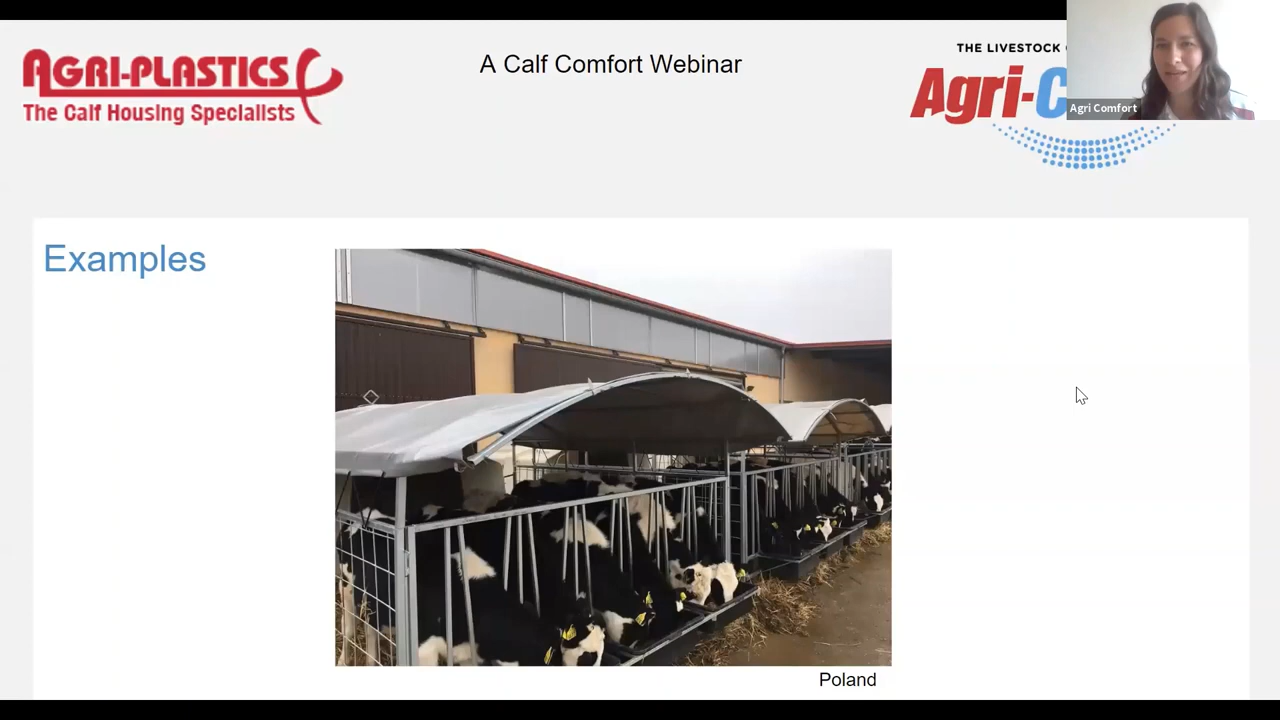 AGRI-PLASTICS
The Calf Housing Specialists
A Calf Comfort Webinar
THE LIVESTOCK
Agri-C
Agri Comfort
Examples
Poland